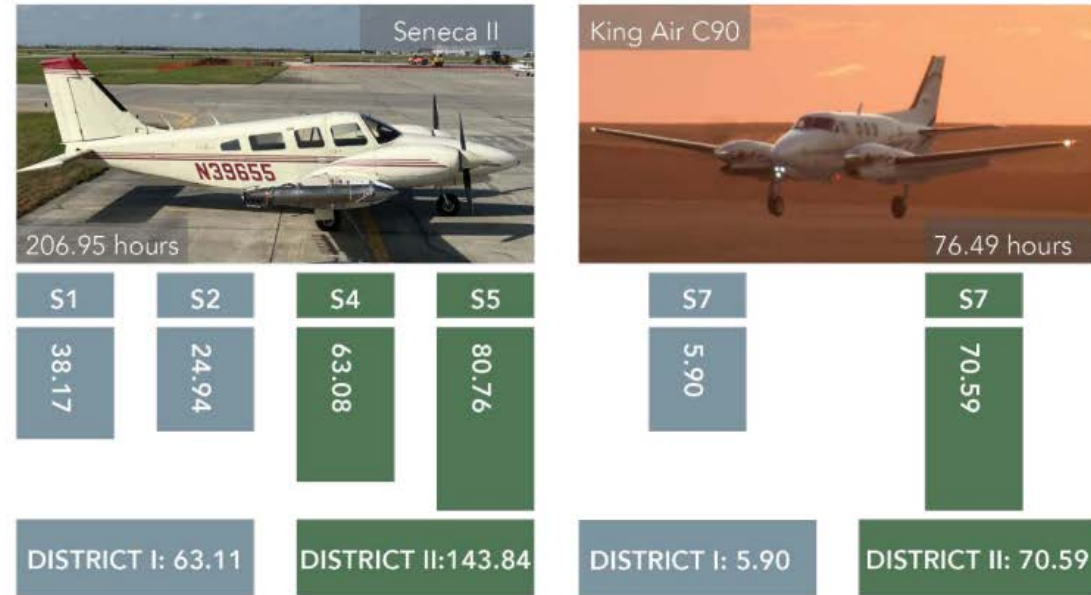 Seneca II
N39655
206.95 hours
King Air C90
76.49 hours
S1
S2
S4
S5
S7
S7
38.17
24.94
63.08
80.76
5.90
70.59
DISTRICT I: 63.11
DISTRICT II:143.84
DISTRICT I: 5.90
DISTRICT II: 70.59